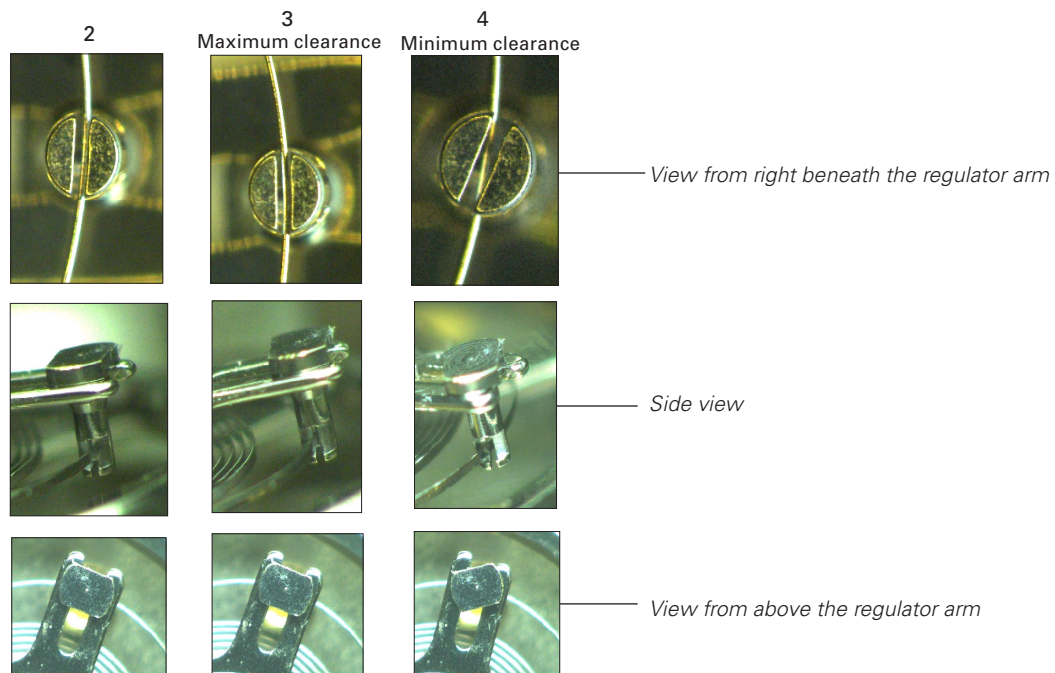 2
3
Maximum clearance
4
Minimum clearance
View from right beneath the regulator arm
Side view
View from above the regulator arm